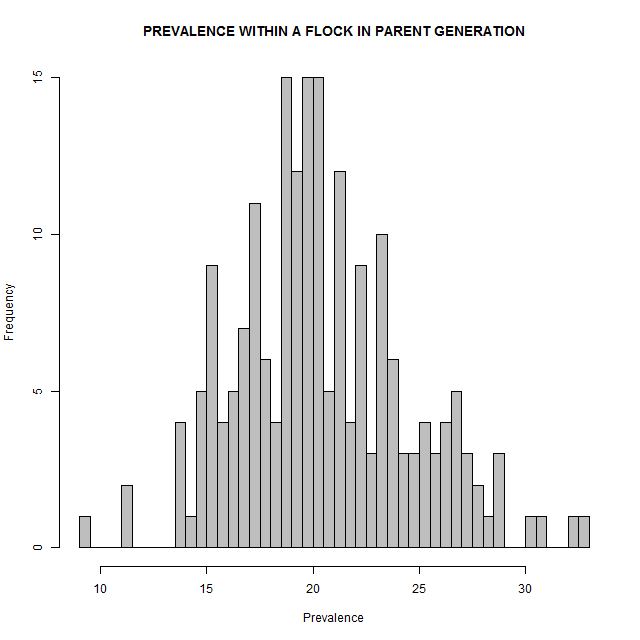 PREVALENCE WITHIN A FLOCK IN PARENT GENERATION
15
10
5
0
Frequency
10 15 20 25 30
Prevalence